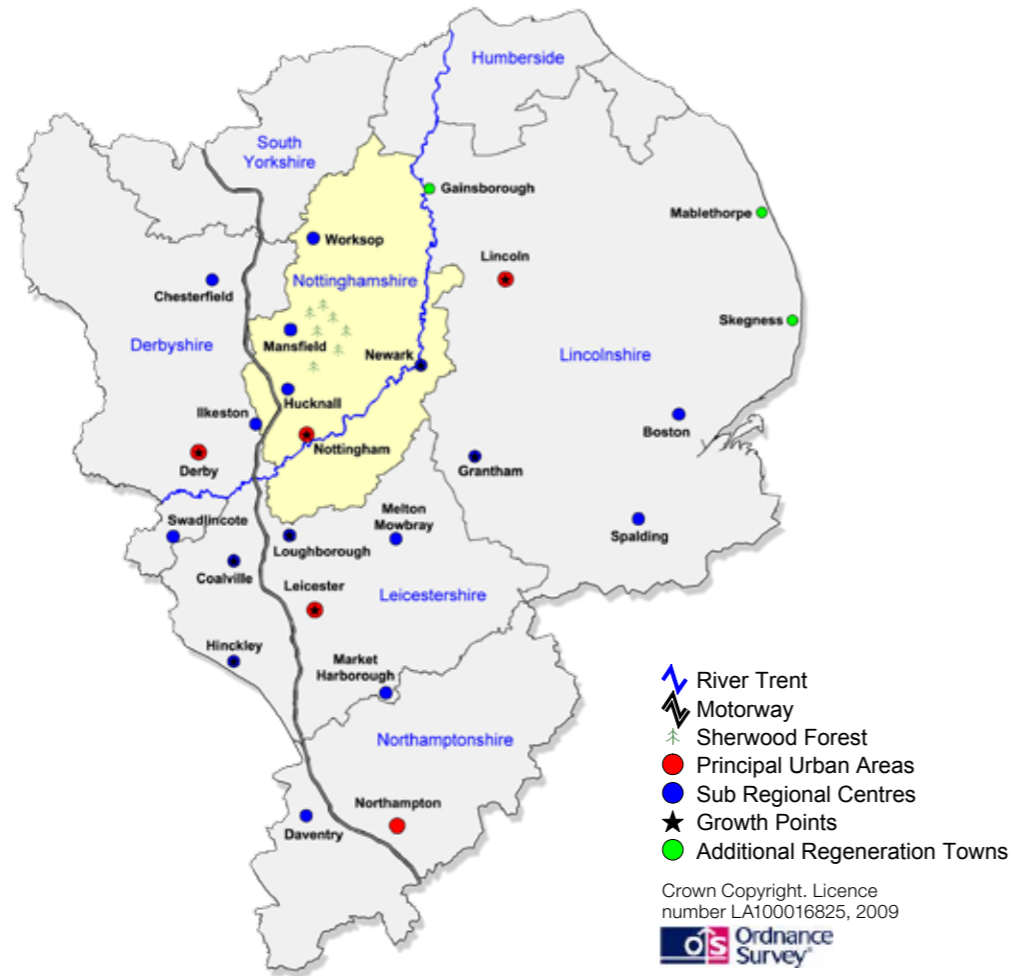 Humberside
South
Yorkshire
Gainsborough
Mablethorpe
Worksop
Lincoln
Nottinghamshire
Chesterfield
Skegness
Mansfield
Derbyshire
Newark
Lincolnshire
Hucknall
Ilkeston
Boston
Nottingham
Derby
Grantham
Melton
Mowbray
Swadlincote
Spalding
Loughborough
Coalville
Leicester
Leicestershire
Hinckley
Market
Harborough
River Trent
Motorway
Sherwood Forest
Northamptonshire
Principal Urban Areas
Sub Regional Centres
Northampton
Growth Points
Daventry
Additional Regeneration Towns
Crown Copyright. Licence
number LA100016825, 2009
OS Ordnance
Survey®